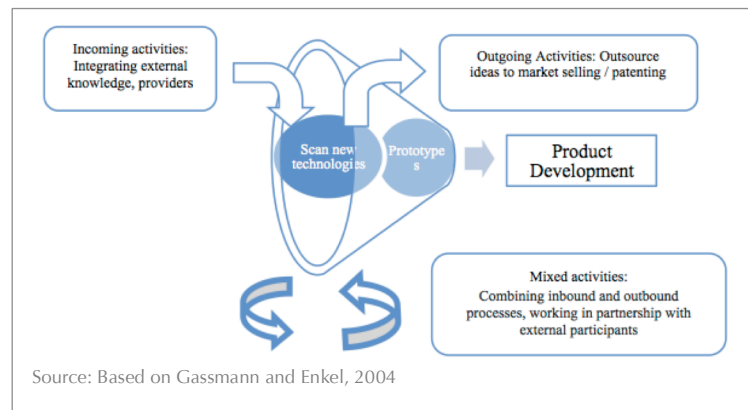 Incoming activities:
Integrating external
knowledge, providers
Outgoing Activities: Outsource
ideas to market selling / patenting
Scan new
technologies
Prototype
s
Product
Development
Mixed activities:
Combining inbound and outbound
processes, working in partnership with
external participants
Source: Based on Gassmann and Enkel, 2004